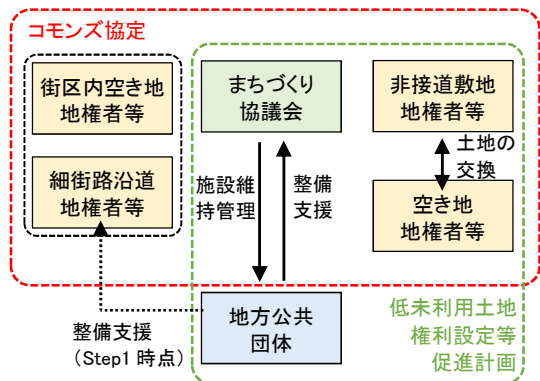 コモンズ協定
街区内空き地
地権者等
まちづくり
協議会
非接道敷地
地権者等
細街路沿道
地権者等
施設維
持管理
整備
支援
土地の
交換
空き地
地権者等
整備支援
（Step1 時点）
地方公共
団体
低未利用土地
権利設定等
促進計画